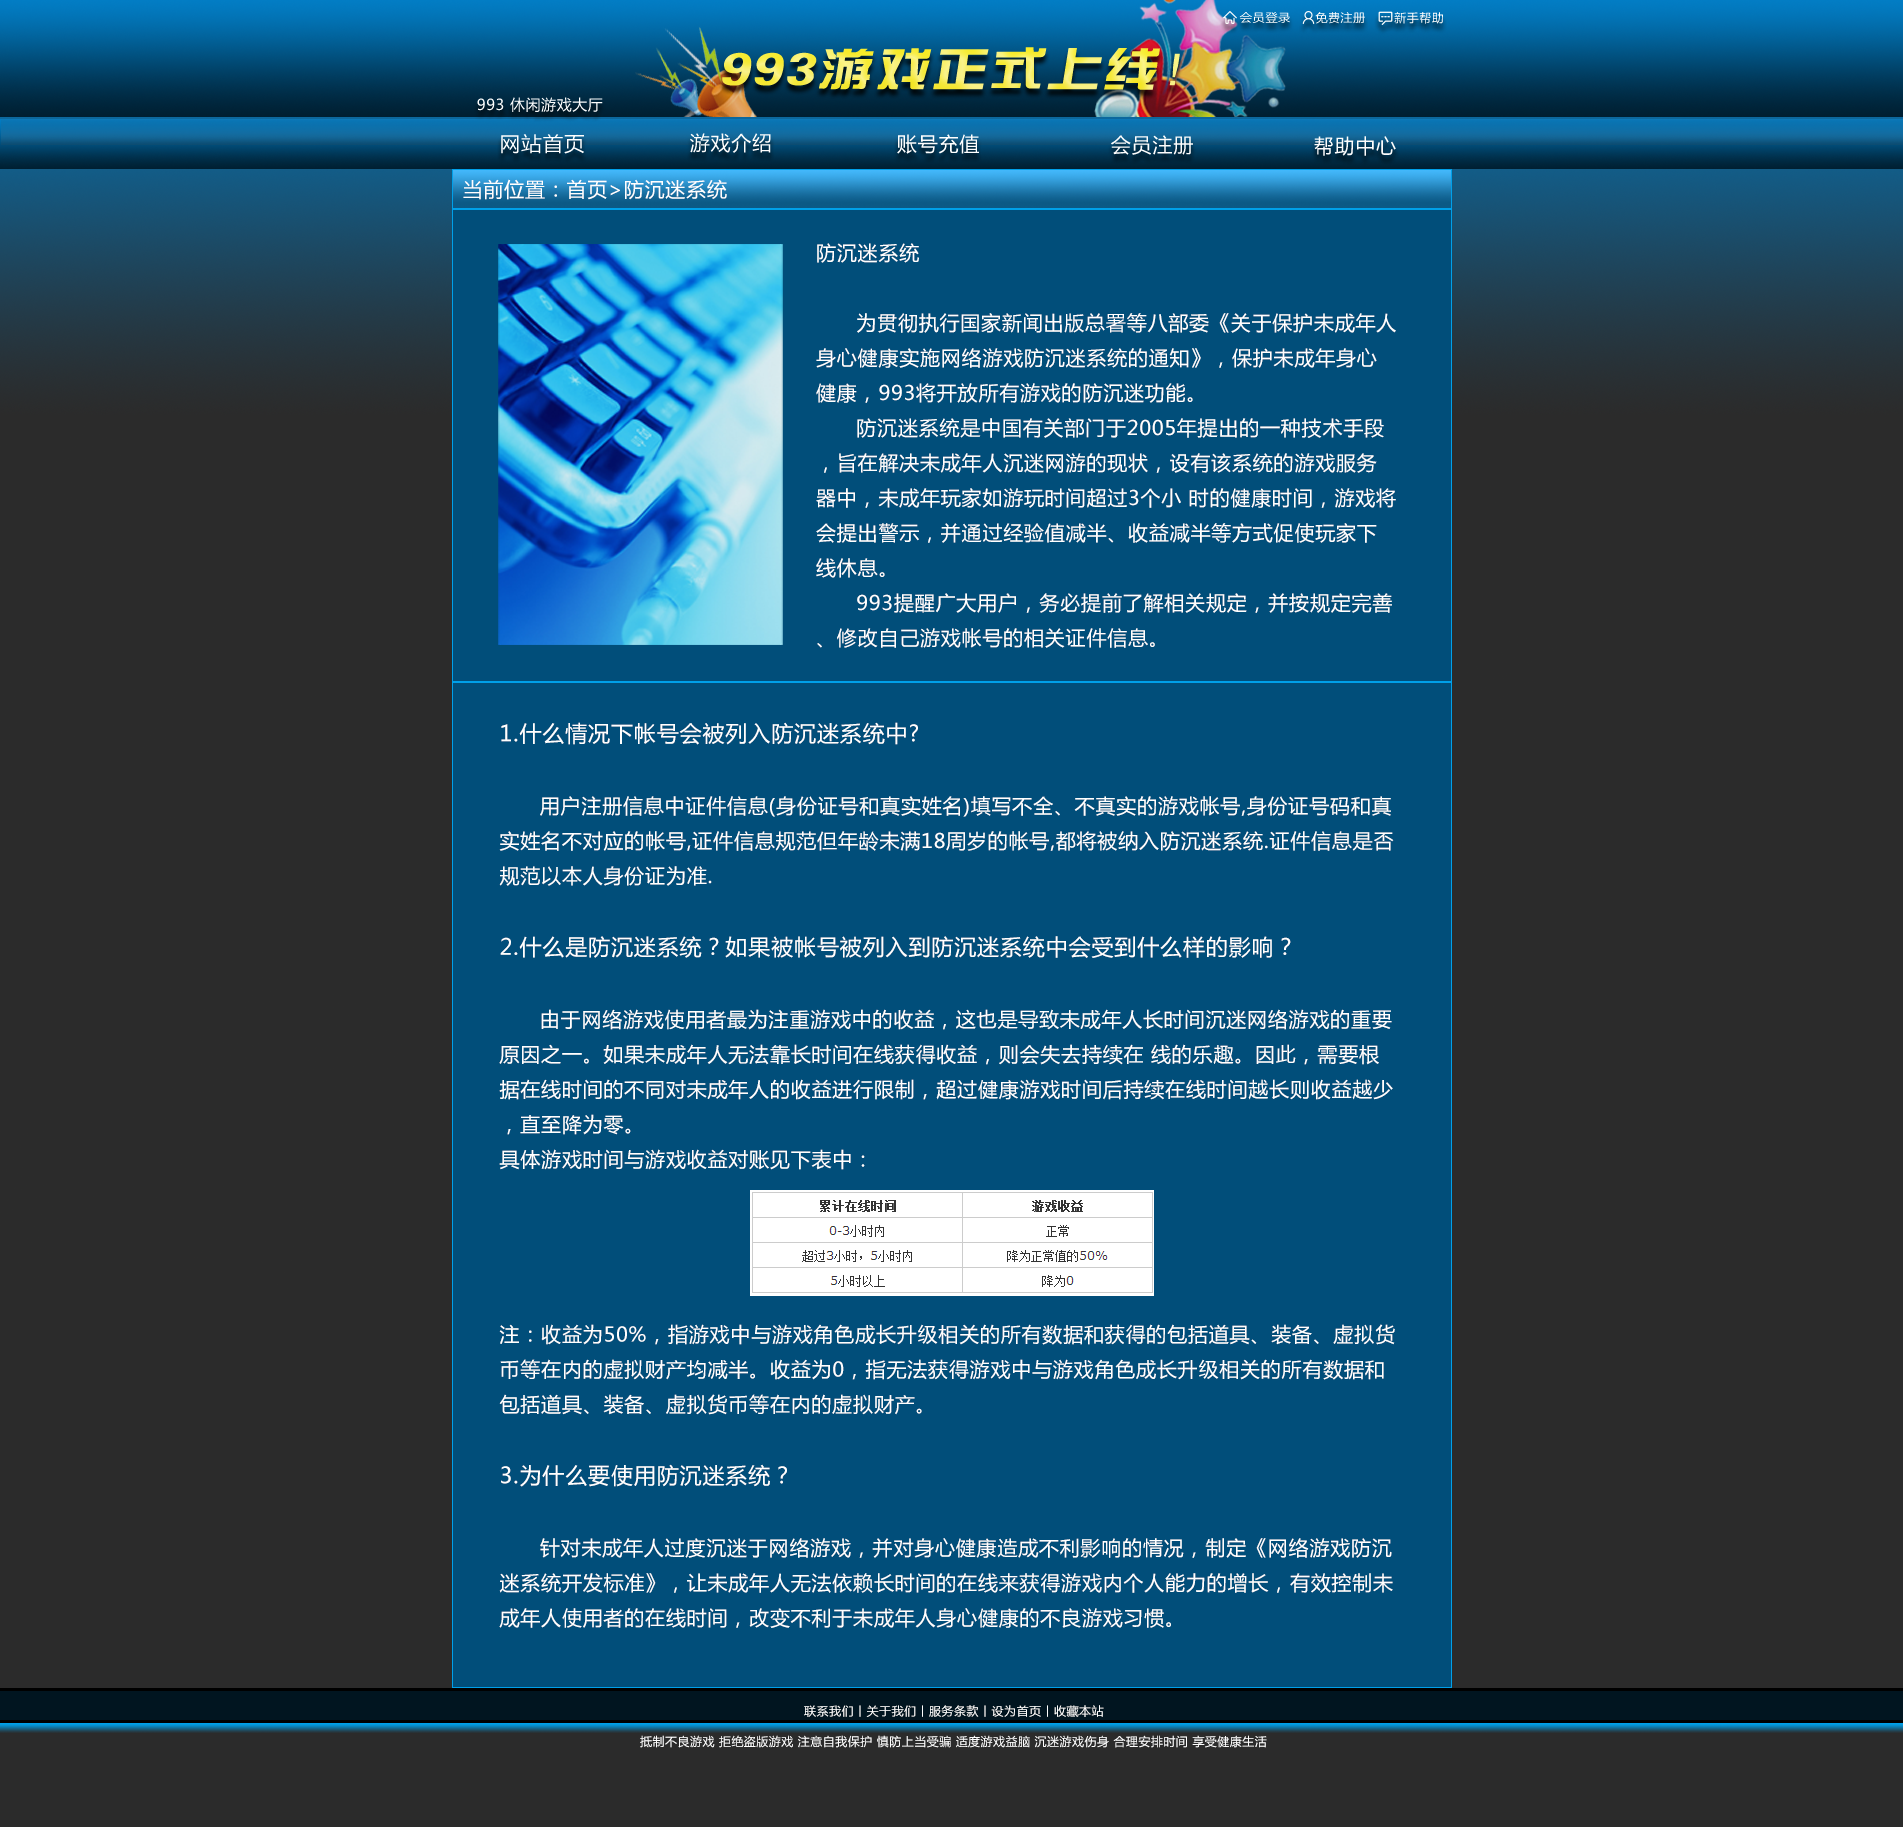 会员登录 免费注册 新手帮助
993游戏正式上线!
993 休闲游戏大厅
网站首页 游戏介绍 账号充值 会员注册 帮助中心
当前位置：首页>防沉迷系统
防沉迷系统
为贯彻执行国家新闻出版总署等八部委《关于保护未成年人
身心健康实施网络游戏防沉迷系统的通知》，保护未成年身心
健康，993将开放所有游戏的防沉迷功能。
防沉迷系统是中国有关部门于2005年提出的一种技术手段
，旨在解决未成年人沉迷网游的现状，设有该系统的游戏服务
器中，未成年玩家如游玩时间超过3个小 时的健康时间，游戏将
会提出警示，并通过经验值减半、收益减半等方式促使玩家下
线休息。
993提醒广大用户，务必提前了解相关规定，并按规定完善
、修改自己游戏帐号的相关证件信息。
1.什么情况下帐号会被列入防沉迷系统中?
用户注册信息中证件信息(身份证号和真实姓名)填写不全、不真实的游戏帐号,身份证号码和真
实姓名不对应的帐号,证件信息规范但年龄未满18周岁的帐号,都将被纳入防沉迷系统.证件信息是否
规范以本人身份证为准.
2.什么是防沉迷系统？如果被帐号被列入到防沉迷系统中会受到什么样的影响？
由于网络游戏使用者最为注重游戏中的收益，这也是导致未成年人长时间沉迷网络游戏的重要
原因之一。如果未成年人无法靠长时间在线获得收益，则会失去持续在 线的乐趣。因此，需要根
据在线时间的不同对未成年人的收益进行限制，超过健康游戏时间后持续在线时间越长则收益越少
，直至降为零。
具体游戏时间与游戏收益对账见下表中：
累计在线时间 游戏收益
0-3小时内 正常
超过3小时，5小时内 降为正常值的50%
5小时以上 降为0
注：收益为50%，指游戏中与游戏角色成长升级相关的所有数据和获得的包括道具、装备、虚拟货
币等在内的虚拟财产均减半。收益为0，指无法获得游戏中与游戏角色成长升级相关的所有数据和
包括道具、装备、虚拟货币等在内的虚拟财产。
3.为什么要使用防沉迷系统？
针对未成年人过度沉迷于网络游戏，并对身心健康造成不利影响的情况，制定《网络游戏防沉
迷系统开发标准》，让未成年人无法依赖长时间的在线来获得游戏内个人能力的增长，有效控制未
成年人使用者的在线时间，改变不利于未成年人身心健康的不良游戏习惯。
联系我们 | 关于我们 | 服务条款 | 设为首页 | 收藏本站
抵制不良游戏 拒绝盗版游戏 注意自我保护 慎防上当受骗 适度游戏益脑 沉迷游戏伤身 合理安排时间 享受健康生活